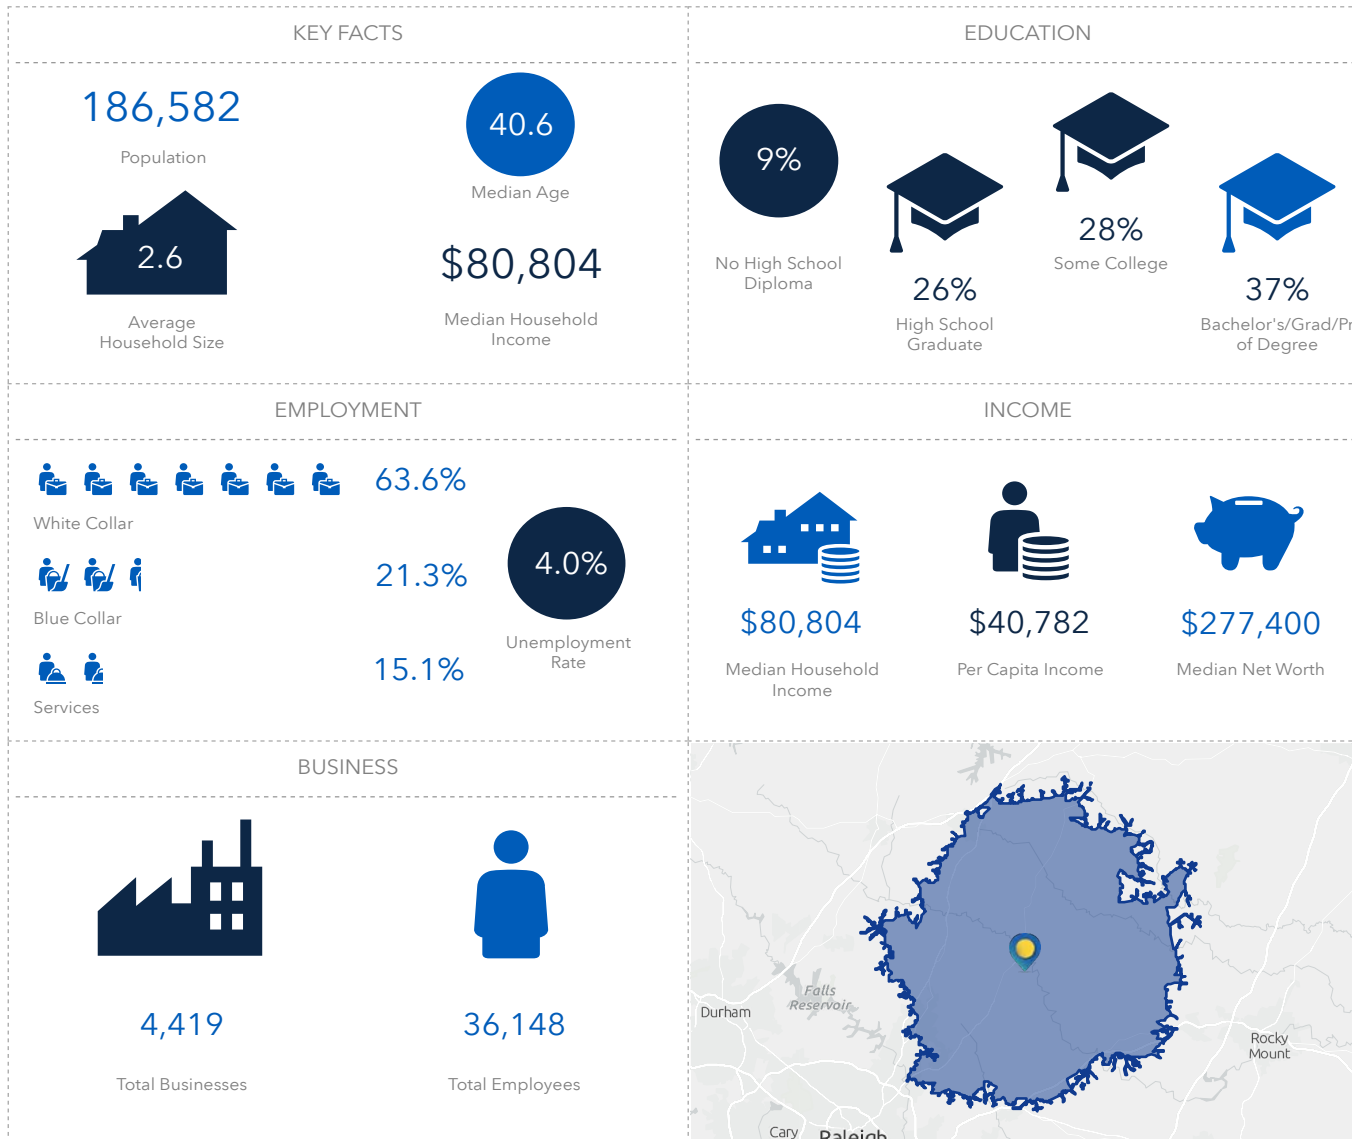 KEY FACTS
186,582
Population
40.6
Median Age
2.6
Average
Household Size
$80,804
Median Household
Income
EDUCATION
9%
No High School
Diploma
26%
High School
Graduate
28%
Some College
37%
Bachelor's/Grad/Pr
of Degree
EMPLOYMENT
63.6%
White Collar
21.3%
Blue Collar
15.1%
Services
4.0%
Unemployment
Rate
INCOME
$80,804
Median Household
Income
$40,782
Per Capita Income
$277,400
Median Net Worth
BUSINESS
4,419
Total Businesses
36,148
Total Employees
Falls
Reservoir
Durham
Rocky
Mount
Cary
Raleigh